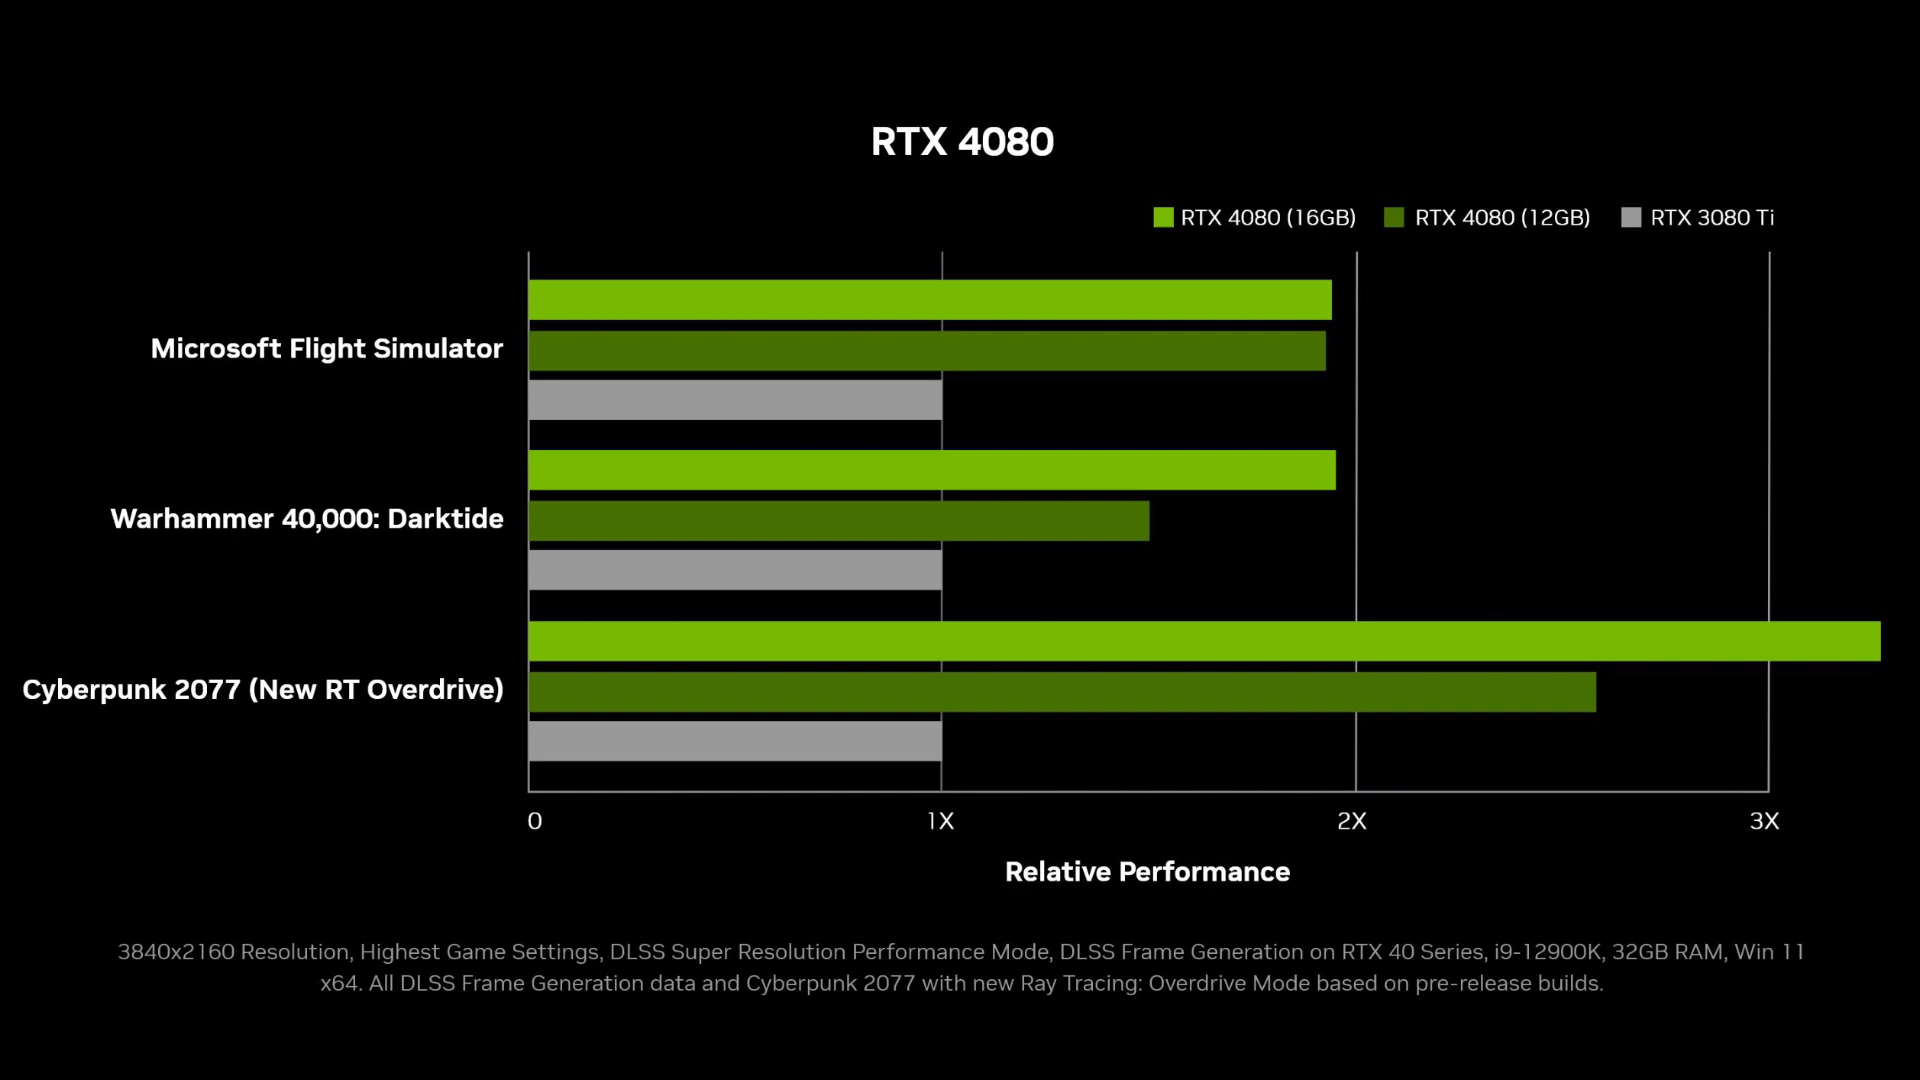 RTX 4080
RTX 4080 (16GB) RTX 4080 (12GB) RTX 3080 Ti
Microsoft Flight Simulator
Warhammer 40,000: Darktide
Cyberpunk 2077 (New RT Overdrive)
0 1X 2X 3X
Relative Performance
3840x2160 Resolution, Highest Game Settings, DLSS Super Resolution Performance Mode, DLSS Frame Generation on RTX 40 Series, i9-12900K, 32GB RAM, Win 11
x64. All DLSS Frame Generation data and Cyberpunk 2077 with new Ray Tracing: Overdrive Mode based on pre-release builds.